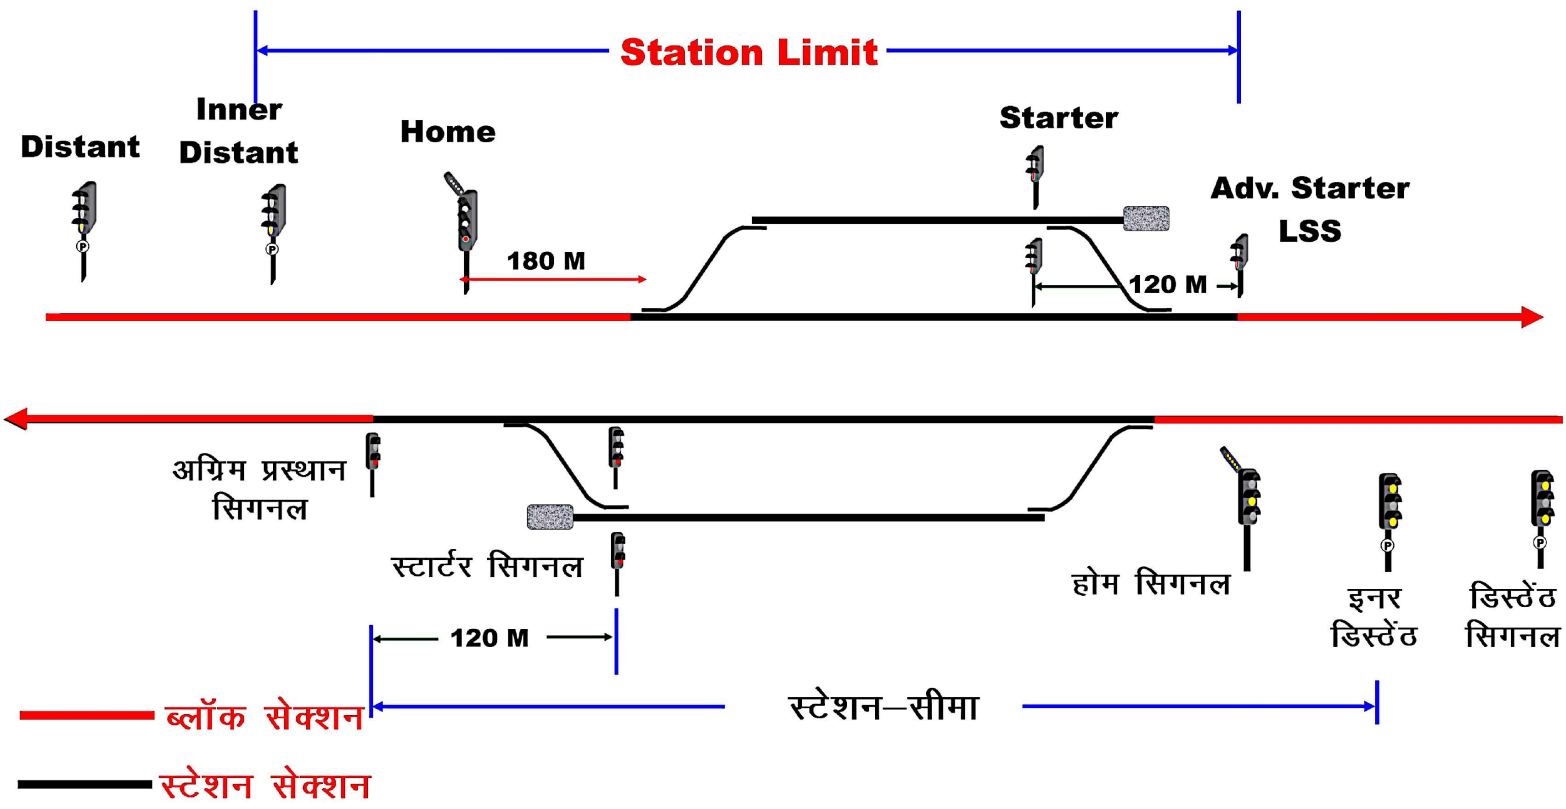 Station Limit
Inner
Distant
Distant
Home
Starter
Adv. Starter
LSS
P
P
180 M
120 M
अग्रिम प्रस्थान
सिगनल
स्टार्टर सिगनल
होम सिगनल
P
P
इनर
डिस्ठेंठ
डिस्ठेंठ
सिगनल
120 M
स्टेशन–सीमा
ब्लॉक सेक्शन
स्टेशन सेक्शन